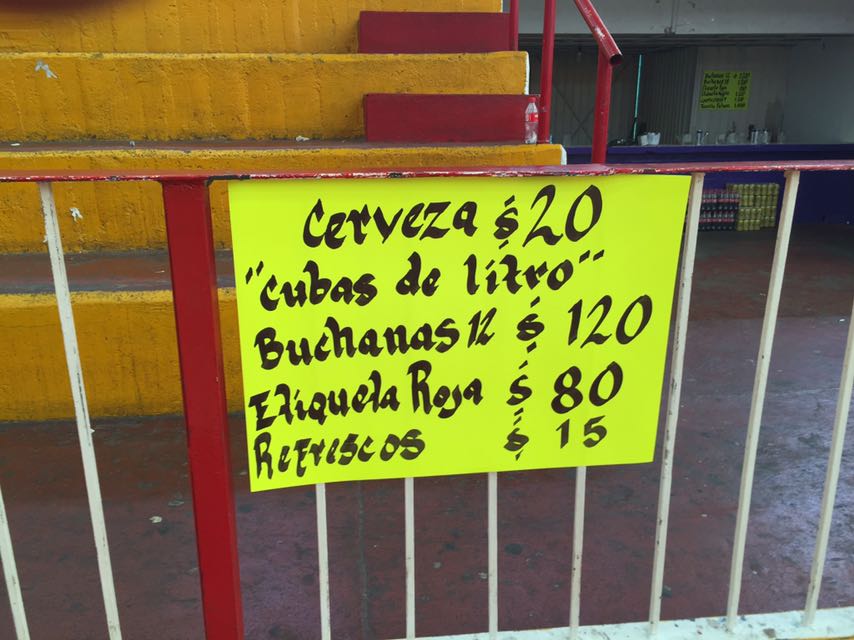 Cerveza $20
"cubas de litro"
Buchanas 12 $ 120
Etiqueta Roja $ 80
Refrescos $ 15